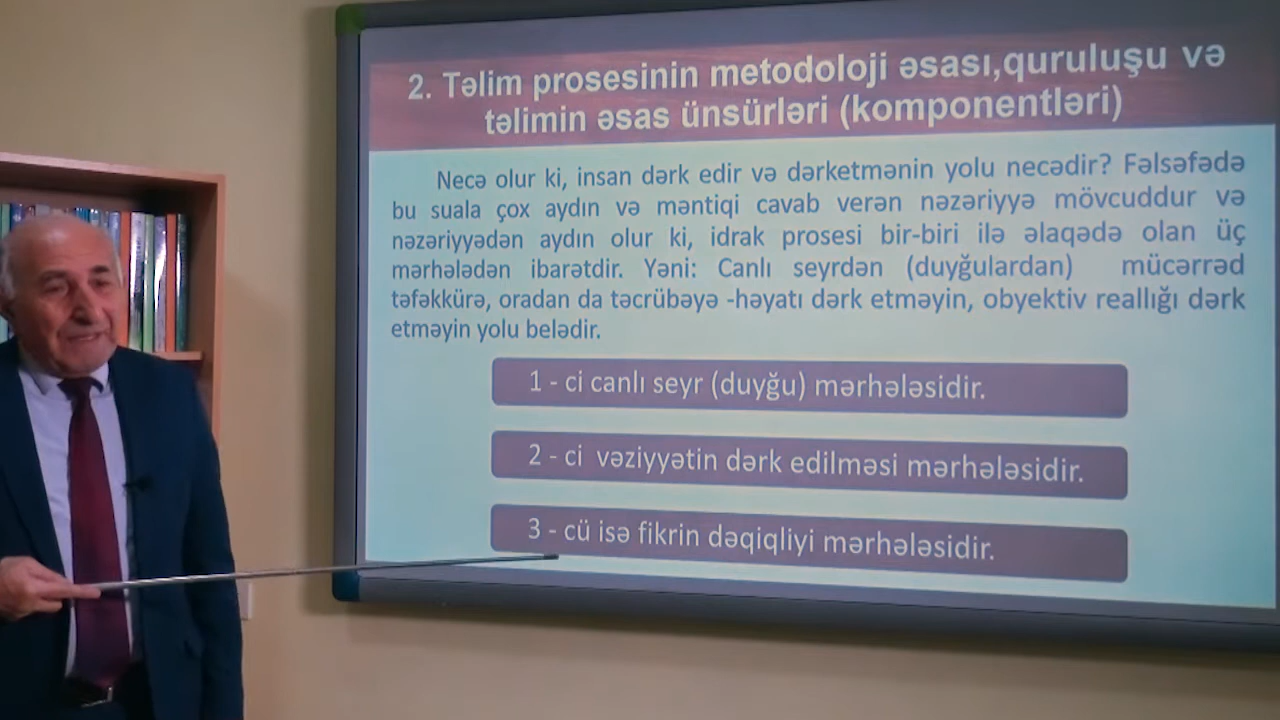 2. Təlim prosesinin metodoloji əsası,quruluşu və
təlimin əsas ünsürləri (komponentləri)
Necə olur ki, insan dərk edir və dərketmənin yolu necədir? Fəlsəfədə
bu suala çox aydın və məntiqi cavab verən nəzəriyyə mövcuddur və
nəzəriyyədən aydın olur ki, idrak prosesi bir-biri ilə əlaqədə olan üç
mərhələdən ibarətdir. Yəni: Canlı seyrdən (duyğulardan) mücərrəd
təfəkkürə, oradan da təcrübəyə -həyatı dərk etməyin, obyektiv reallığı dərk
etməyin yolu belədir.
1 - ci canlı seyr (duyğu) mərhələsidir.
2 - ci vəziyyətin dərk edilməsi mərhələsidir.
3 - cü isə fikrin dəqiqliyi mərhələsidir.